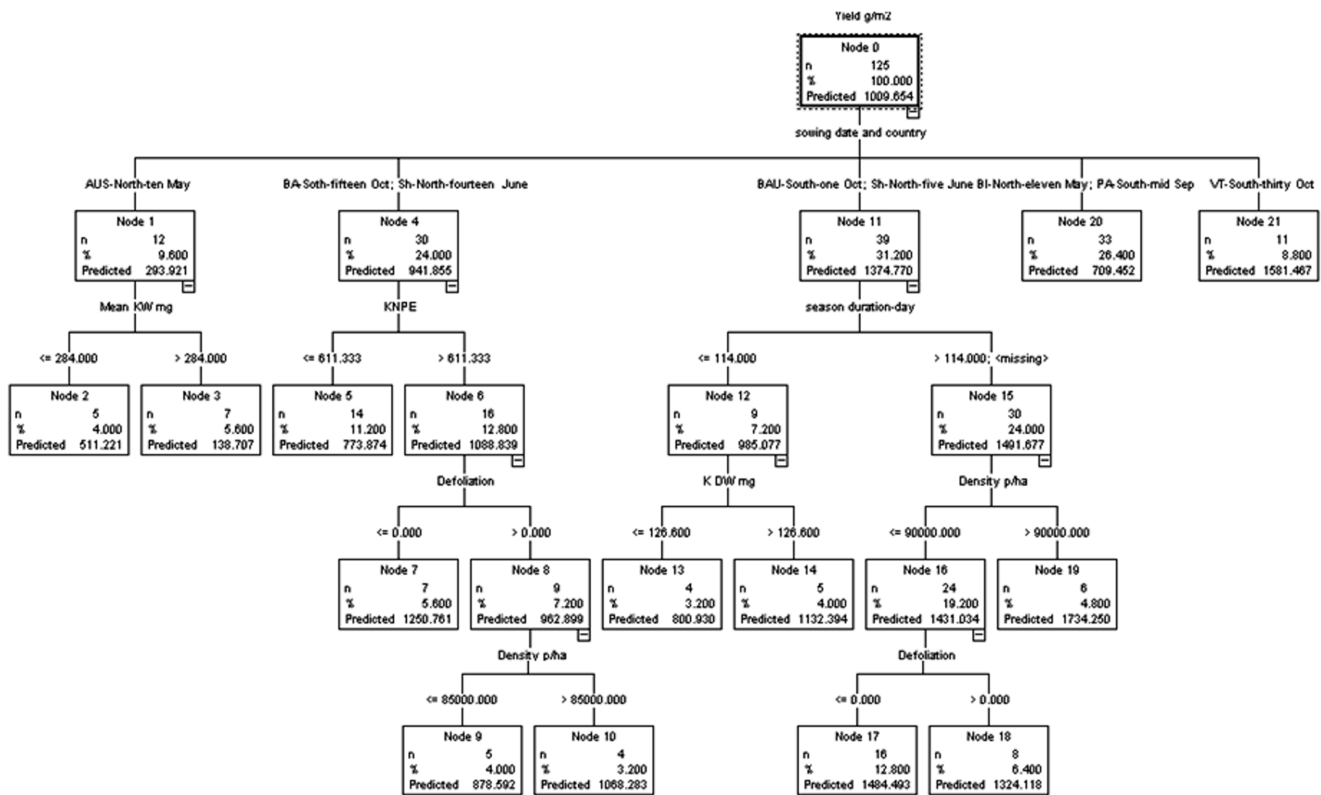 Yield g/m2
Node 0
n 125
% 100.000
Predicted 1009.654
sowing date and country
AUS-North-ten May
BA-Soth-fifteen Oct; Sh-North-fourteen June
BAU-South-one Oct; Sh-North-five June
BI-North-eleven May; PA-South-mid Sep
VT-South-thirty Oct
Node 1
n 12
% 9.600
Predicted 293.921
Node 4
n 30
% 24.000
Predicted 941.855
Node 11
n 39
% 31.200
Predicted 1374.770
Node 20
n 33
% 26.400
Predicted 709.452
Node 21
n 11
% 8.800
Predicted 1581.467
Mean KW mg
KNPE
season duration-day
<= 284.000
> 284.000
<= 611.333
> 611.333
<= 114.000
> 114.000; <missing>
Node 2
n 5
% 4.000
Predicted 511.221
Node 3
n 7
% 5.600
Predicted 138.707
Node 5
n 14
% 11.200
Predicted 773.874
Node 6
n 16
% 12.800
Predicted 1088.839
Node 12
n 9
% 7.200
Predicted 985.077
Node 15
n 30
% 24.000
Predicted 1491.677
Defoliation
K DW mg
Density p/ha
<= 0.000
> 0.000
<= 126.600
> 126.600
<= 90000.000
> 90000.000
Node 7
n 7
% 5.600
Predicted 1250.761
Node 8
n 9
% 7.200
Predicted 962.899
Node 13
n 4
% 3.200
Predicted 800.930
Node 14
n 5
% 4.000
Predicted 1132.394
Node 16
n 24
% 19.200
Predicted 1431.034
Node 19
n 6
% 4.800
Predicted 1734.250
Density p/ha
Defoliation
<= 85000.000
> 85000.000
<= 0.000
> 0.000
Node 9
n 5
% 4.000
Predicted 878.592
Node 10
n 4
% 3.200
Predicted 1068.283
Node 17
n 16
% 12.800
Predicted 1484.493
Node 18
n 8
% 6.400
Predicted 1324.118